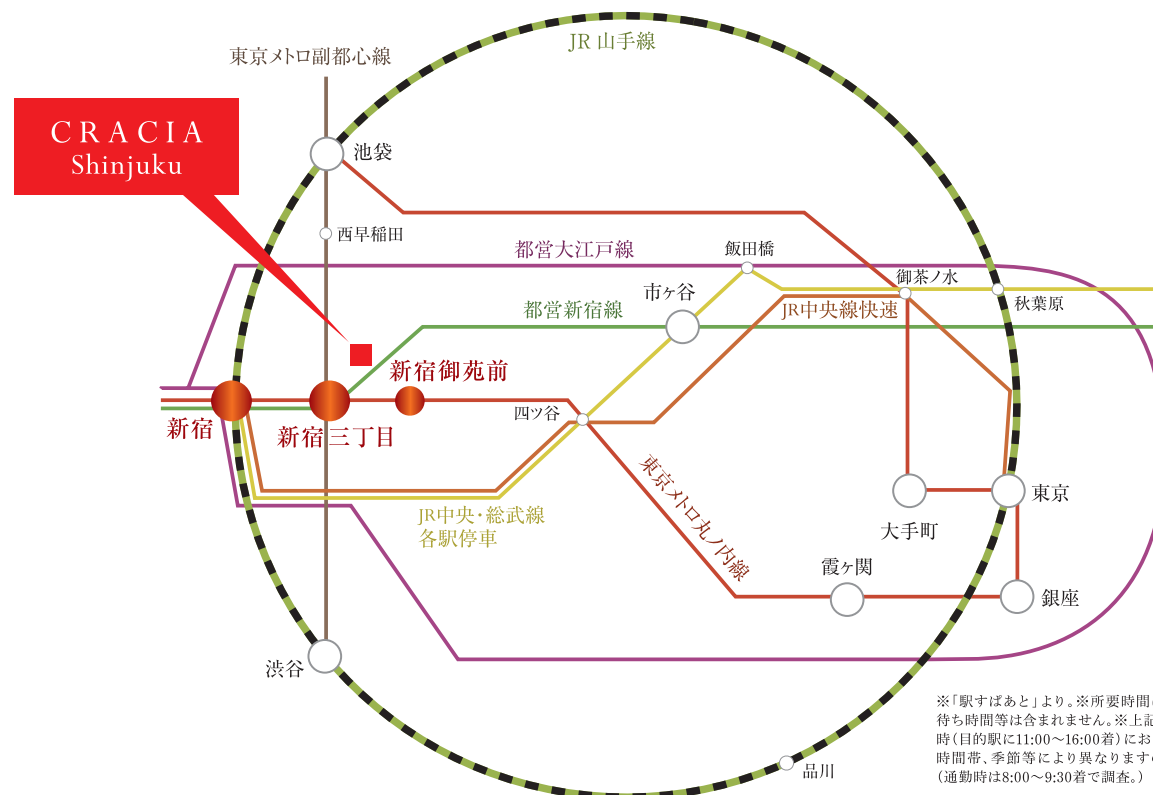 JR 山手線
東京メトロ副都心線
CRACIA
Shinjuku
池袋
西早稲田
都営大江戸線
飯田橋
御茶ノ水
市ヶ谷
秋葉原
都営新宿線
JR中央線快速
新宿御苑前
四ツ谷
新宿
新宿三丁目
東京メトロ丸ノ内線
東京
JR中央・総武線
各駅停車
大手町
霞ヶ関
銀座
渋谷
品川
※「駅すぱあと」より。※所要時間
待ち時間等は含まれません。※上記
時(目的駅に11:00〜16:00着)にお
時間帯、季節等により異なります
(通勤時は8:00〜9:30着で調査。)